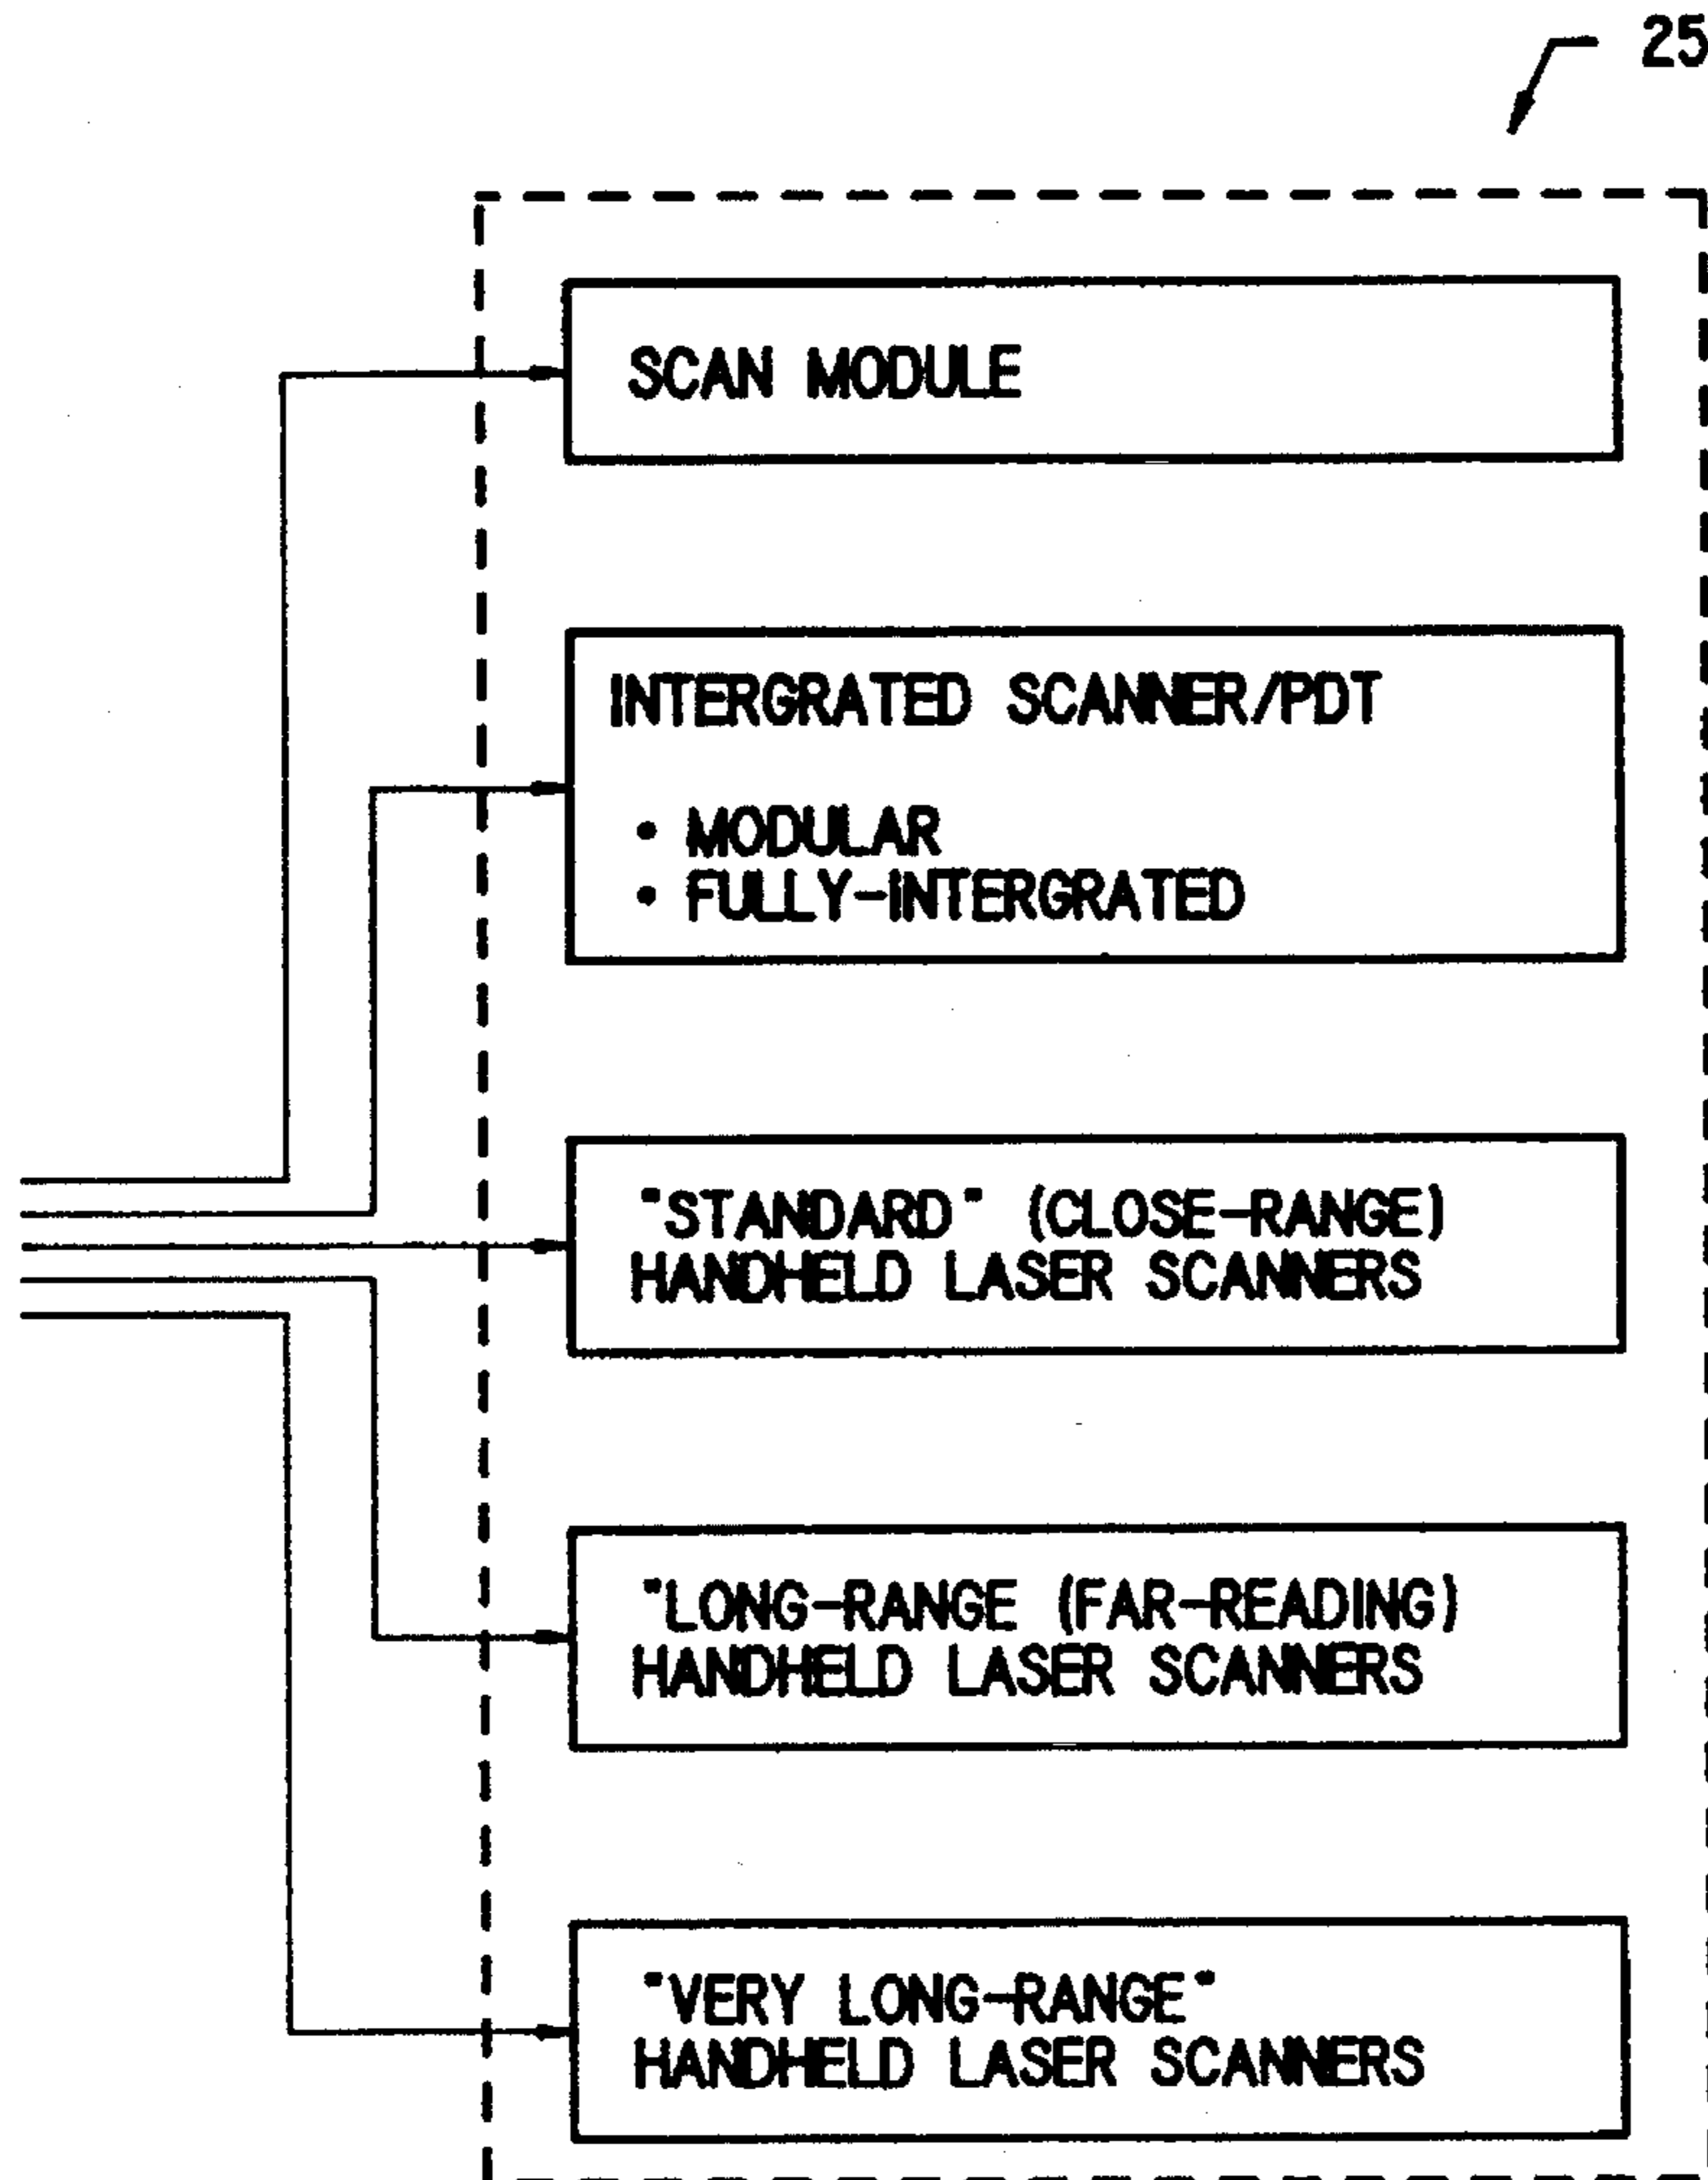 25
SCAN MODULE
INTERGRATED SCANNER/PDT
• MODULAR
• FULLY-INTERGRATED
"STANDARD" (CLOSE-RANGE)
HANDHELD LASER SCANNERS
"LONG-RANGE (FAR-READING)
HANDHELD LASER SCANNERS
"VERY LONG-RANGE"
HANDHELD LASER SCANNERS